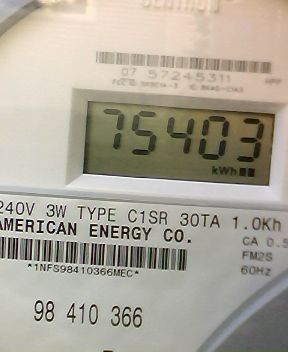 07 57245311
75403
kWh
240V 3W TYPE C1SR 30TA 1.0Kh
AMERICAN ENERGY CO.
CA 0.5
FM2S
60Hz
*1NFS98410366MEC*
98 410 366